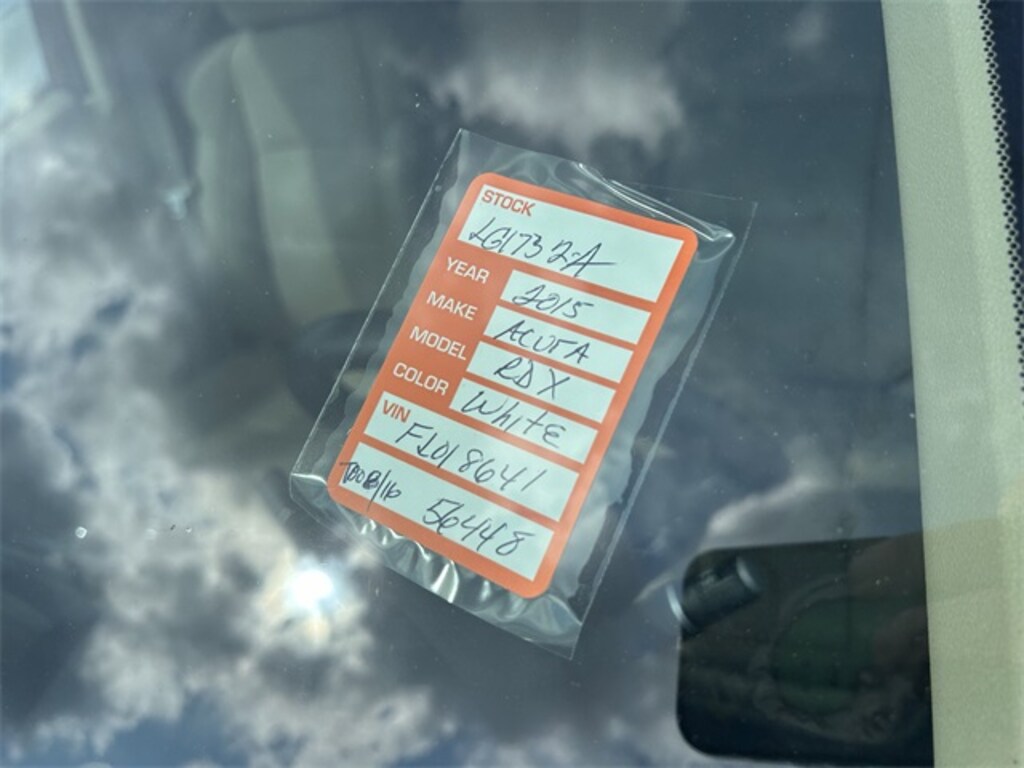 STOCK
LG1732A
YEAR 2015
MAKE Acura
MODEL RDX
COLOR White
VIN FL018641
56448